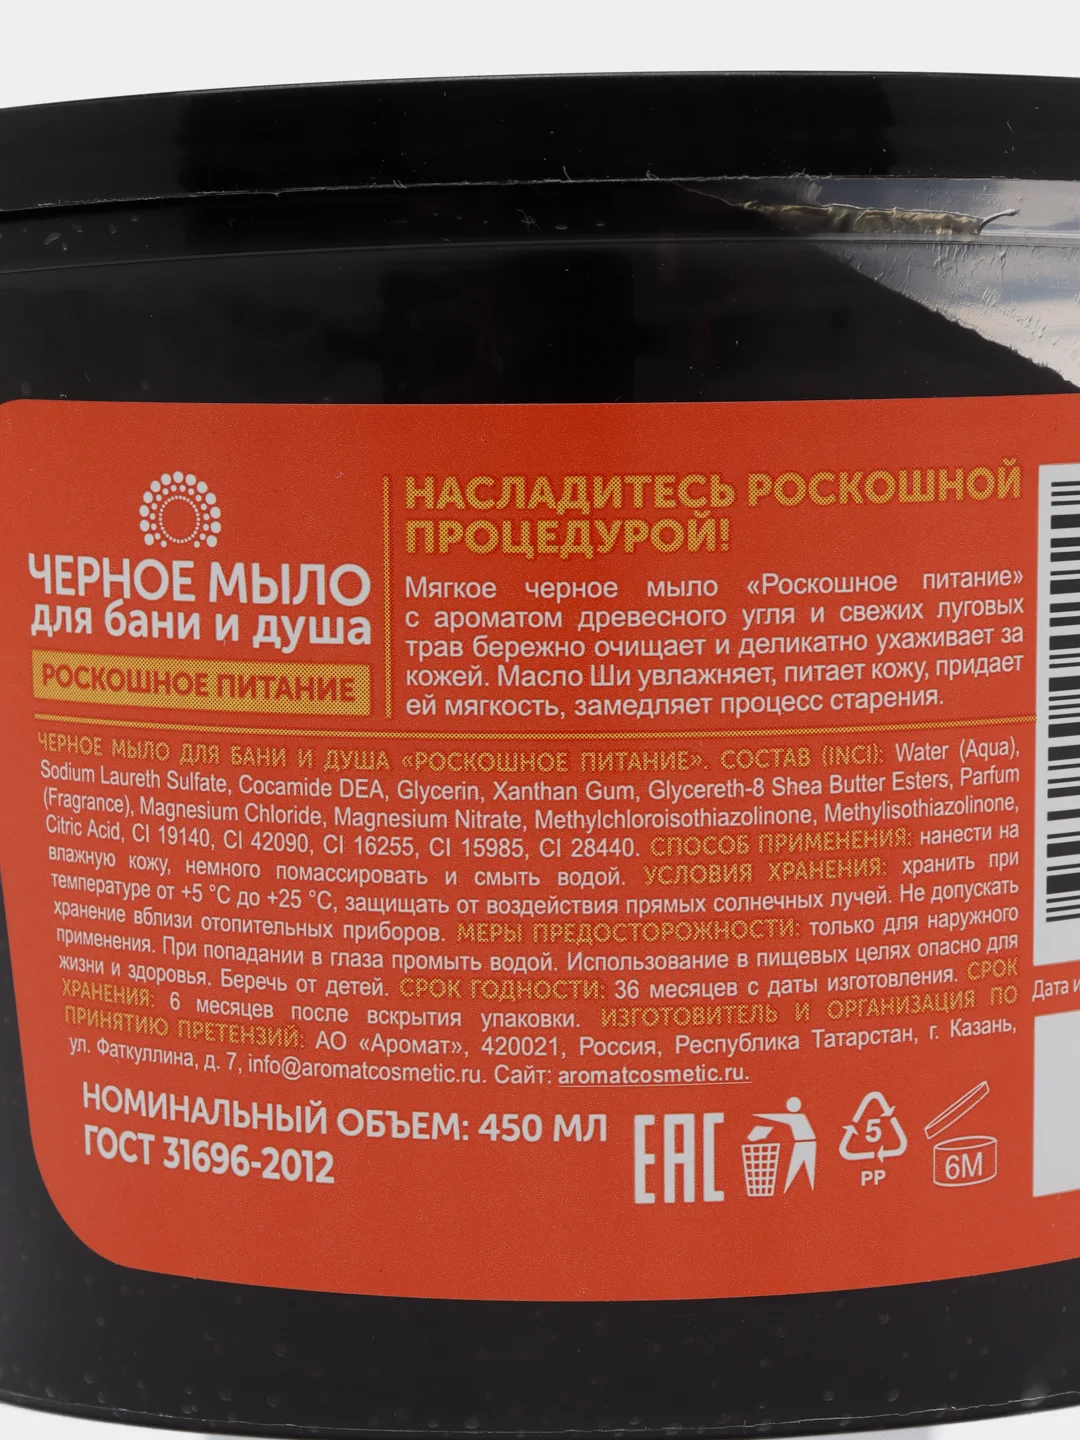 ЧЕРНОЕ МЫЛО
для бани и душа
РОСКОШНОЕ ПИТАНИЕ
НАСЛАДИТЕСЬ РОСКОШНОЙ
ПРОЦЕДУРОЙ!
Мягкое черное мыло «Роскошное питание»
с ароматом древесного угля и свежих луговых
трав бережно очищает и деликатно ухаживает за
кожей. Масло Ши увлажняет, питает кожу, придает
ей мягкость, замедляет процесс старения.
ЧЕРНОЕ МЫЛО ДЛЯ БАНИ И ДУША «РОСКОШНОЕ ПИТАНИЕ». СОСТАВ (INCI): Water (Aqua),
Sodium Laureth Sulfate, Cocamide DEA, Glycerin, Xanthan Gum, Glycereth-8 Shea Butter Esters, Parfum
(Fragrance), Magnesium Chloride, Magnesium Nitrate, Methylchloroisothiazolinone, Methylisothiazolinone,
Citric Acid, CI 19140, CI 42090, CI 16255, CI 15985, CI 28440. СПОСОБ ПРИМЕНЕНИЯ: нанести на
влажную кожу, немного помассировать и смыть водой. УСЛОВИЯ ХРАНЕНИЯ: хранить при
температуре от +5 °C до +25 °C, защищать от воздействия прямых солнечных лучей. Не допускать
хранение вблизи отопительных приборов. МЕРЫ ПРЕДОСТОРОЖНОСТИ: только для наружного
применения. При попадании в глаза промыть водой. Использование в пищевых целях опасно для
жизни и здоровья. Беречь от детей. СРОК ГОДНОСТИ: 36 месяцев с даты изготовления. СРОК
ХРАНЕНИЯ: 6 месяцев после вскрытия упаковки. ИЗГОТОВИТЕЛЬ И ОРГАНИЗАЦИЯ ПО
ПРИНЯТИЮ ПРЕТЕНЗИЙ: АО «Аромат», 420021, Россия, Республика Татарстан, г. Казань,
ул. Фаткуллина, д. 7, info@aromatcosmetic.ru. Сайт: aromatcosmetic.ru.
Дата
НОМИНАЛЬНЫЙ ОБЪЕМ: 450 МЛ
ГОСТ 31696-2012
EAC
5
PP
6M